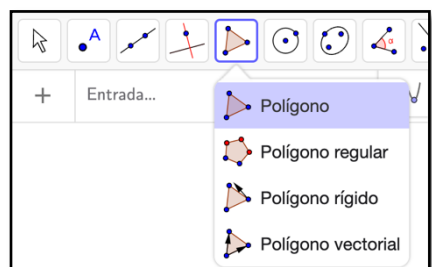 A
α
+ Entrada...
Polígono
Polígono regular
Polígono rígido
Polígono vectorial